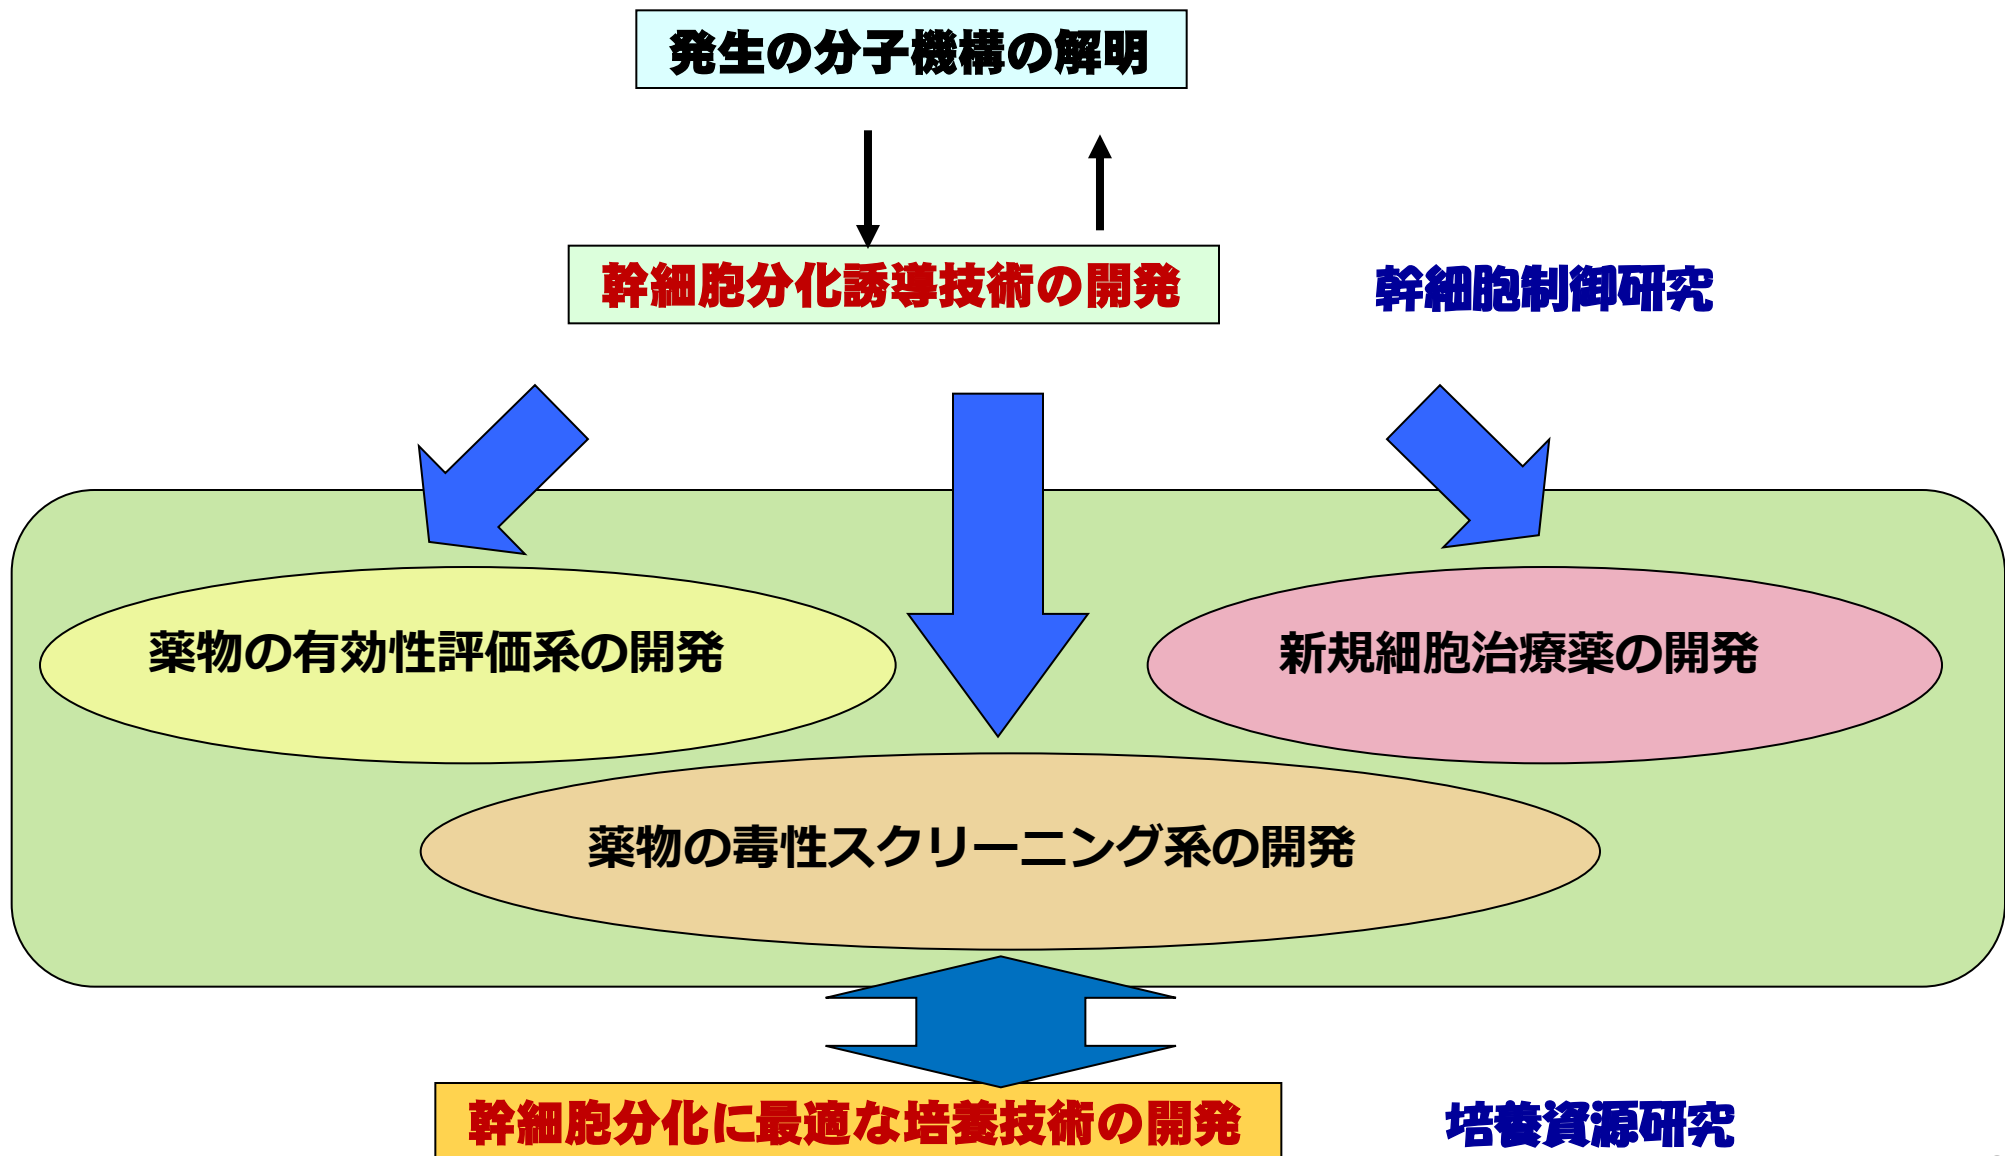 発生の分子機構の解明
幹細胞分化誘導技術の開発
幹細胞制御研究
薬物の有効性評価系の開発
新規細胞治療薬の開発
薬物の毒性スクリーニング系の開発
幹細胞分化に最適な培養技術の開発
培養資源研究